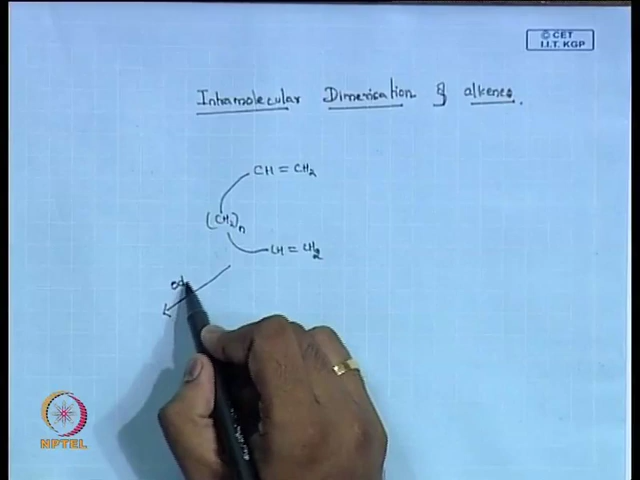 © CET
I.I.T. KGP
Intramolecular Dimerisation of alkenes.
CH = CH₂
(CH₂)ₙ
CH = CH₂
NPTEL